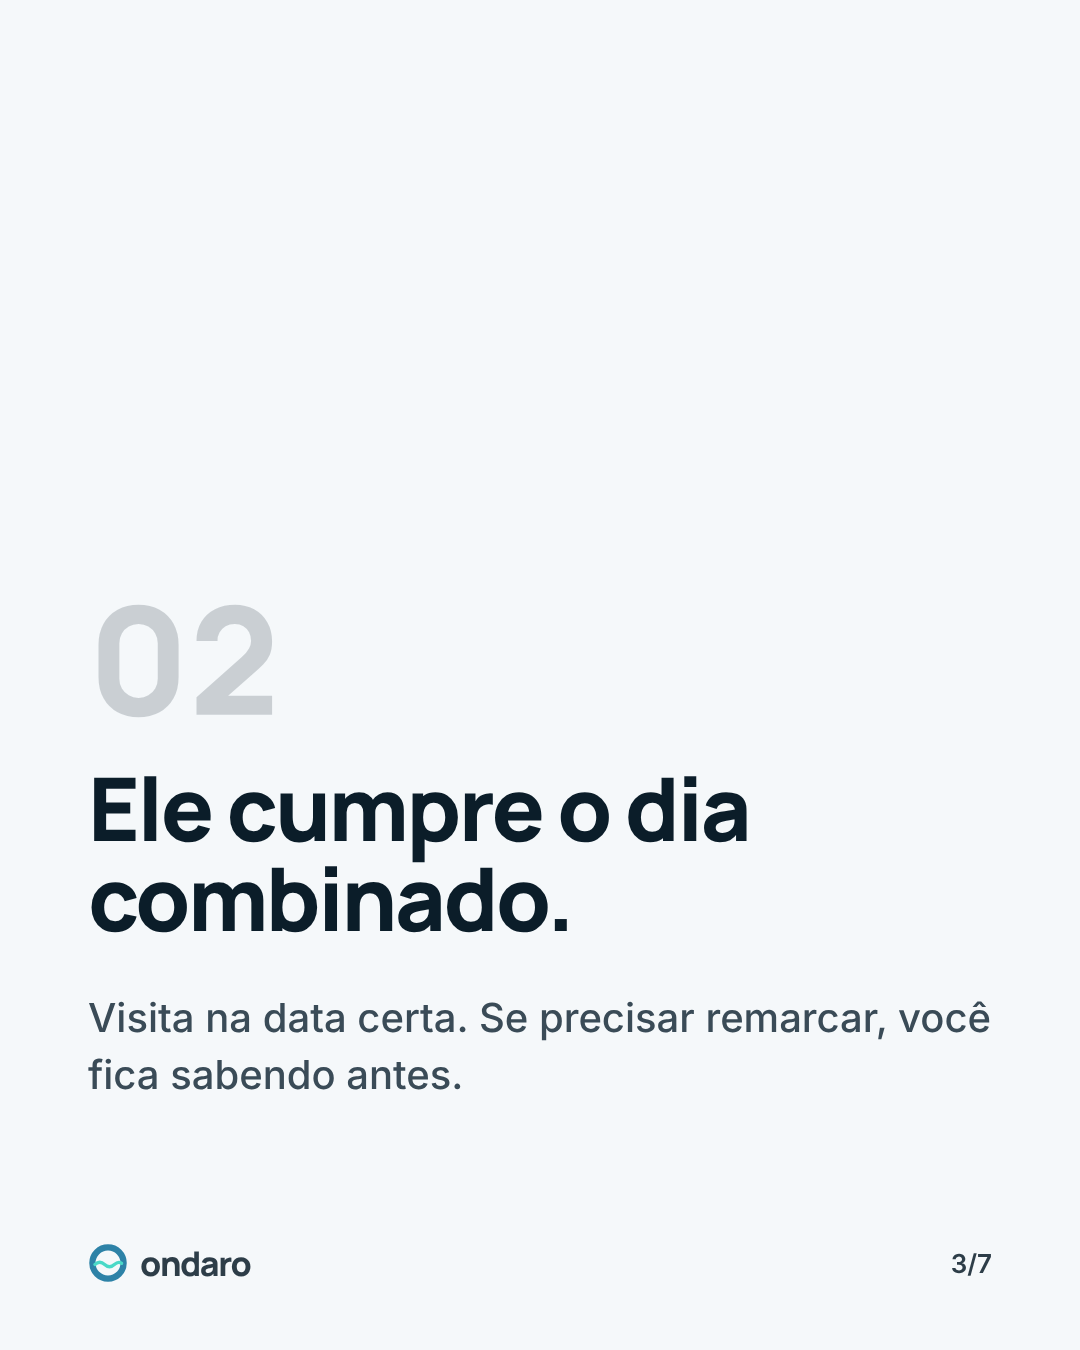 02
Ele cumpre o dia
combinado.
Visita na data certa. Se precisar remarcar, você
fica sabendo antes.
ondaro
3/7